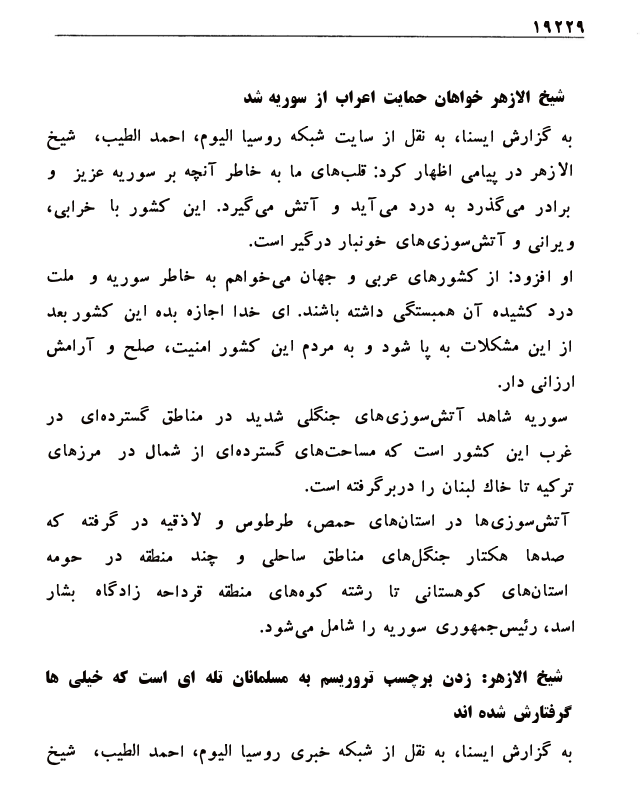 ۱۹۲۲۹
شیخ الازهر خواهان حمایت اعراب از سوریه شد
به گزارش ایسنا، به نقل از سایت شبکه روسیا الیوم، احمد الطیب، شیخ
الازهر در پیامی اظهار کرد: قلب‌های ما به خاطر آنچه بر سوریه عزیز و
برادر می‌گذرد به درد می‌آید و آتش می‌گیرد. این کشور با خرابی،
ویرانی و آتش‌سوزی‌های خونبار درگیر است.
او افزود: از کشورهای عربی و جهان می‌خواهم به خاطر سوریه و ملت
درد کشیده آن همبستگی داشته باشند. ای خدا اجازه بده این کشور بعد
از این مشکلات به پا شود و به مردم این کشور امنیت، صلح و آرامش
ارزانی دار.
سوریه شاهد آتش‌سوزی‌های جنگلی شدید در مناطق گسترده‌ای در
غرب این کشور است که مساحت‌های گسترده‌ای از شمال در مرزهای
ترکیه تا خاك لبنان را دربرگرفته است.
آتش‌سوزی‌ها در استان‌های حمص، طرطوس و لاذقیه در گرفته که
صدها هکتار جنگل‌های مناطق ساحلی و چند منطقه در حومه
استان‌های کوهستانی تا رشته کوه‌های منطقه قرداحه زادگاه بشار
اسد، رئیس‌جمهوری سوریه را شامل می‌شود.
شیخ الازهر: زدن برچسب تروریسم به مسلمانان تله ای است که خیلی ها
گرفتارش شده اند
به گزارش ایسنا، به نقل از شبکه خبری روسیا الیوم، احمد الطیب، شیخ